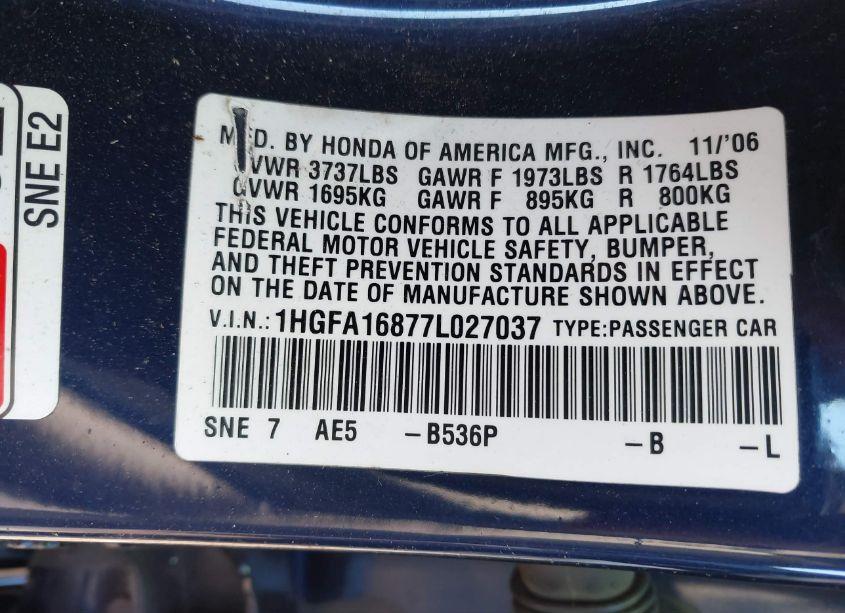 SNE E2
MFD. BY HONDA OF AMERICA MFG., INC. 11/'06
GVWR 3737LBS GAWR F 1973LBS R 1764LBS
GVWR 1695KG GAWR F 895KG R 800KG
THIS VEHICLE CONFORMS TO ALL APPLICABLE
FEDERAL MOTOR VEHICLE SAFETY, BUMPER,
AND THEFT PREVENTION STANDARDS IN EFFECT
ON THE DATE OF MANUFACTURE SHOWN ABOVE.
V.I.N.: 1HGFA16877L027037 TYPE:PASSENGER CAR
SNE 7 AE5 -B536P -B -L